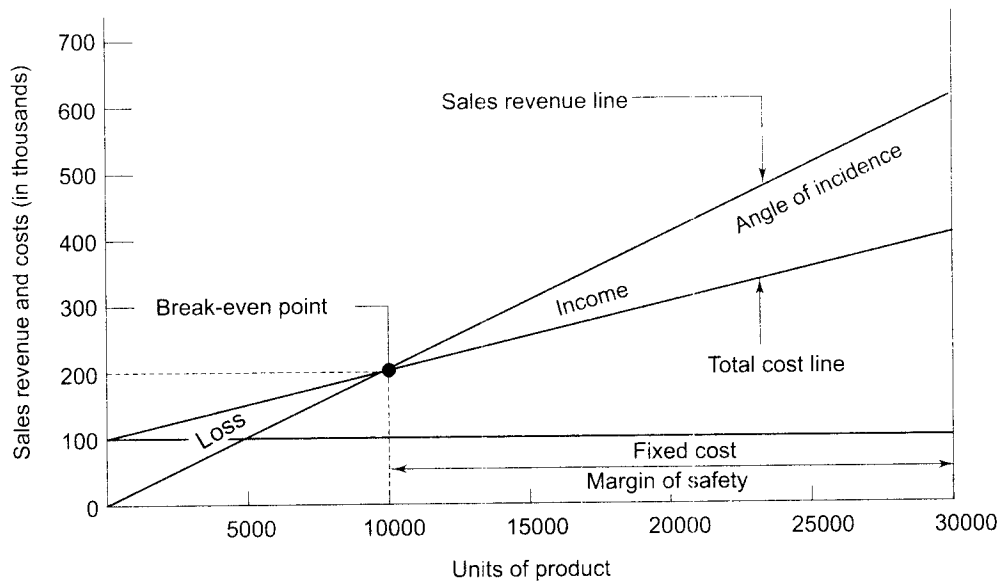 Sales revenue and costs (in thousands)
700
600
500
400
300
200
100
0
Sales revenue line
Angle of incidence
Break-even point
Income
Total cost line
Loss
Fixed cost
Margin of safety
5000 10000 15000 20000 25000 30000
Units of product